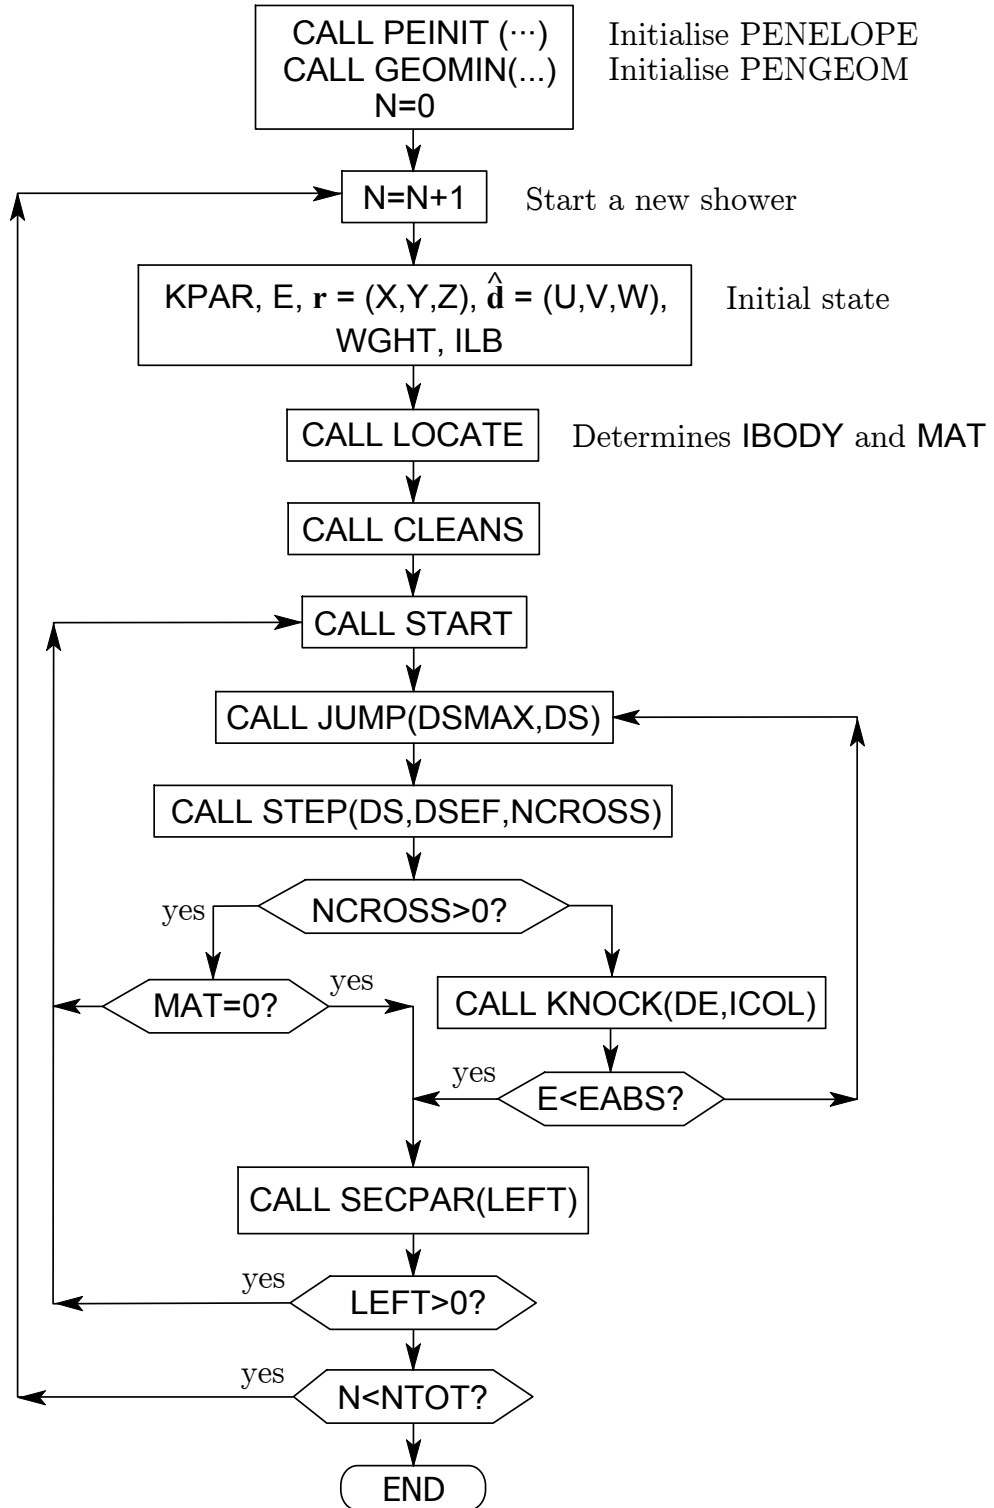 CALL PEINIT (···)
Initialise PENELOPE
CALL GEOMIN(...)
Initialise PENGEOM
N=0
N=N+1
Start a new shower
KPAR, E, r = (X,Y,Z), d̂ = (U,V,W),
WGHT, ILB
Initial state
CALL LOCATE
Determines IBODY and MAT
CALL CLEANS
CALL START
CALL JUMP(DSMAX,DS)
CALL STEP(DS,DSEF,NCROSS)
yes
NCROSS>0?
MAT=0?
yes
CALL KNOCK(DE,ICOL)
yes
E<EABS?
CALL SECPAR(LEFT)
yes
LEFT>0?
yes
N<NTOT?
END